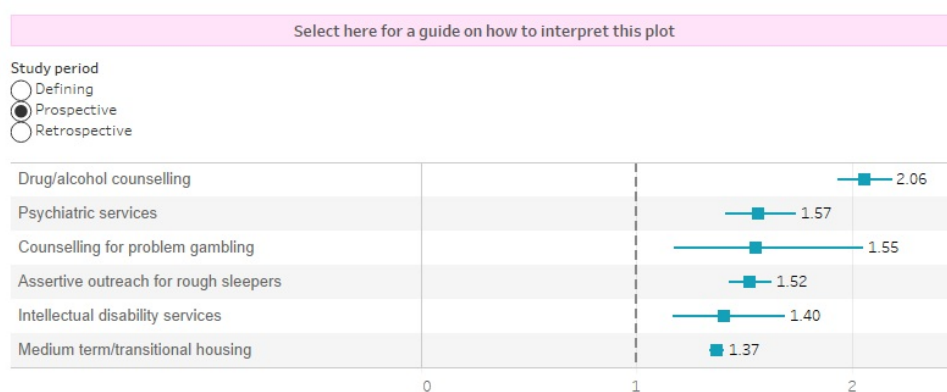 Select here for a guide on how to interpret this plot
Study period
Defining
Prospective
Retrospective
Drug/alcohol counselling 2.06
Psychiatric services 1.57
Counselling for problem gambling 1.55
Assertive outreach for rough sleepers 1.52
Intellectual disability services 1.40
Medium term/transitional housing 1.37
0 1 2